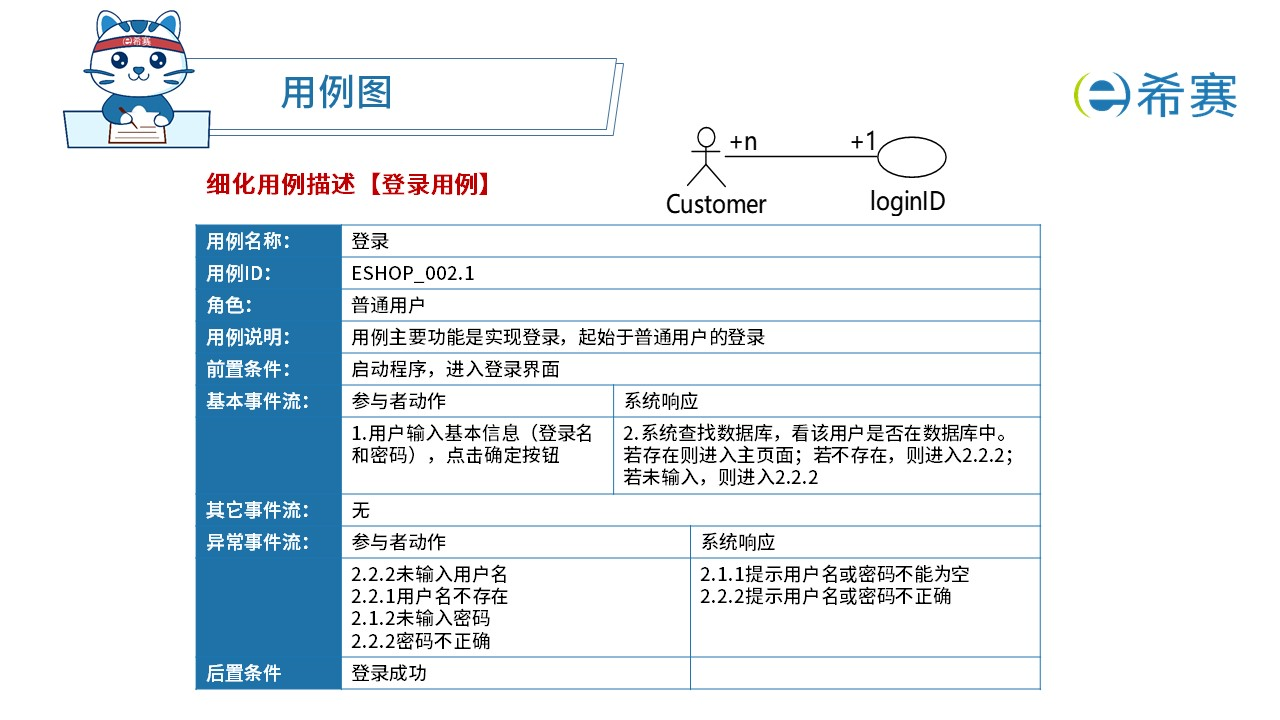 希赛
用例图
希赛
+n
+1
Customer
loginID
细化用例描述【登录用例】
用例名称：
登录
用例ID：
ESHOP_002.1
角色：
普通用户
用例说明：
用例主要功能是实现登录，起始于普通用户的登录
前置条件：
启动程序，进入登录界面
基本事件流：
参与者动作
系统响应
1.用户输入基本信息（登录名
和密码），点击确定按钮
2.系统查找数据库，看该用户是否在数据库中。
若存在则进入主页面；若不存在，则进入2.2.2；
若未输入，则进入2.2.2
其它事件流：
无
异常事件流：
参与者动作
系统响应
2.2.2未输入用户名
2.2.1用户名不存在
2.1.2未输入密码
2.2.2密码不正确
2.1.1提示用户名或密码不能为空
2.2.2提示用户名或密码不正确
后置条件
登录成功